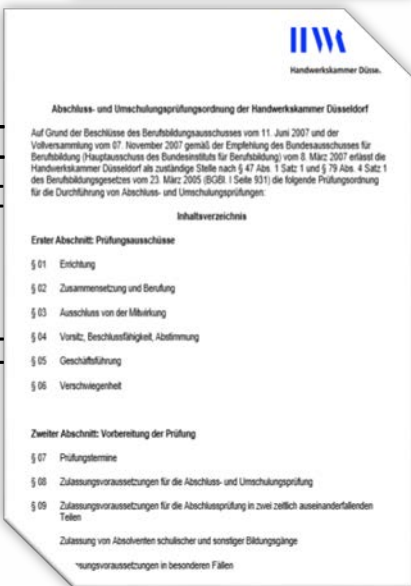 HWK
Handwerkskammer Düsse.
Abschluss- und Umschulungsprüfungsordnung der Handwerkskammer Düsseldorf
Auf Grund der Beschlüsse des Berufsbildungsausschusses vom 11. Juni 2007 und der
Vollversammlung vom 07. November 2007 gemäß der Empfehlung des Bundesausschusses für
Berufsbildung (Hauptausschuss des Bundesinstituts für Berufsbildung) vom 8. März 2007 erlässt die
Handwerkskammer Düsseldorf als zuständige Stelle nach § 47 Abs. 1 Satz 1 und § 79 Abs. 4 Satz 1
des Berufsbildungsgesetzes vom 23. März 2005 (BGBl. I Seite 931) die folgende Prüfungsordnung
für die Durchführung von Abschluss- und Umschulungsprüfungen:
Inhaltsverzeichnis
Erster Abschnitt: Prüfungsausschüsse
§ 01 Errichtung
§ 02 Zusammensetzung und Berufung
§ 03 Ausschluss von der Mitwirkung
§ 04 Vorsitz, Beschlussfähigkeit, Abstimmung
§ 05 Geschäftsführung
§ 06 Verschwiegenheit
Zweiter Abschnitt: Vorbereitung der Prüfung
§ 07 Prüfungstermine
§ 08 Zulassungsvoraussetzungen für die Abschluss- und Umschulungsprüfung
§ 09 Zulassungsvoraussetzungen für die Abschlussprüfung in zwei zeitlich auseinanderfallenden
Teilen
Zulassung von Absolventen schulischer und sonstiger Bildungsgänge
sungsvoraussetzungen in besonderen Fällen